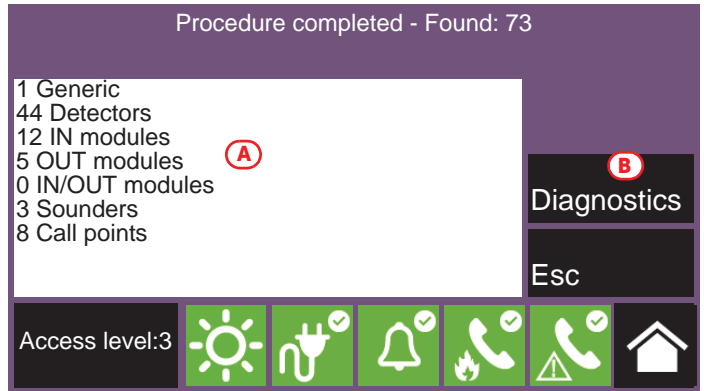 Procedure completed - Found: 73
1 Generic
44 Detectors
12 IN modules
5 OUT modules
0 IN/OUT modules
3 Sounders
8 Call points
A
B
Diagnostics
Esc
Access level:3